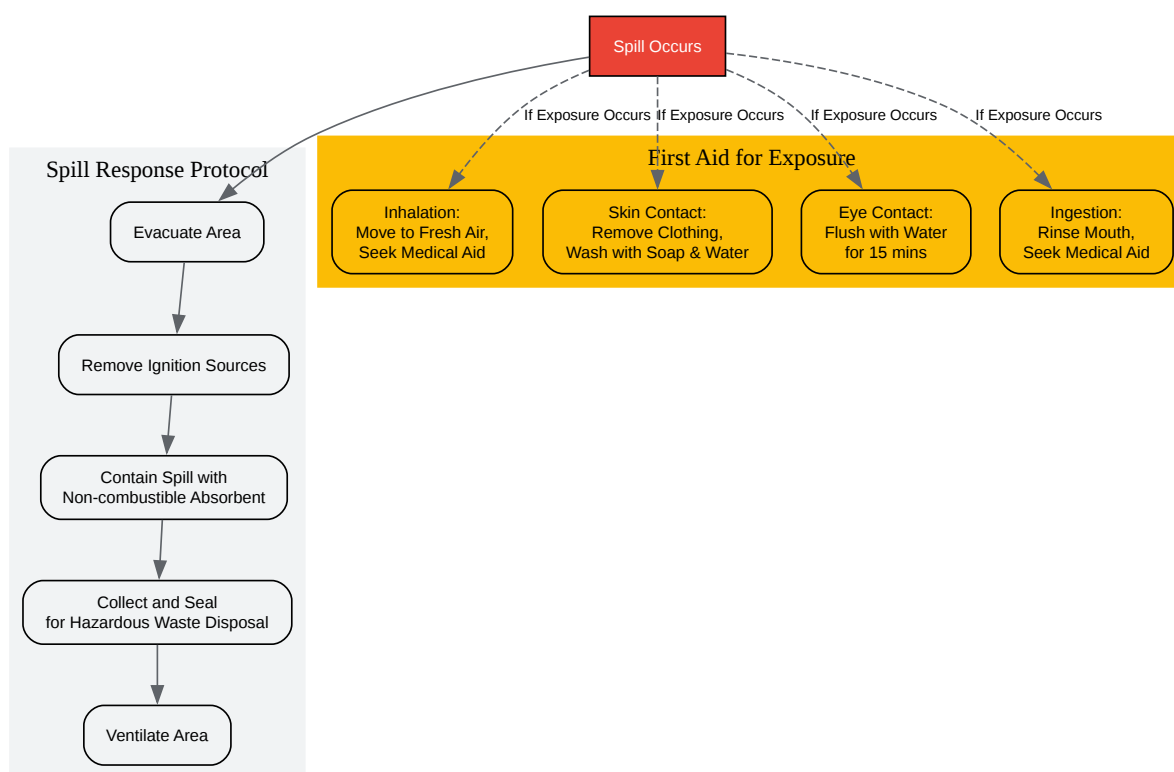 Spill Occurs
If Exposure Occurs
If Exposure Occurs
If Exposure Occurs
If Exposure Occurs
Spill Response Protocol
Evacuate Area
Remove Ignition Sources
Contain Spill with
Non-combustible Absorbent
Collect and Seal
for Hazardous Waste Disposal
Ventilate Area
First Aid for Exposure
Inhalation:
Move to Fresh Air,
Seek Medical Aid
Skin Contact:
Remove Clothing,
Wash with Soap & Water
Eye Contact:
Flush with Water
for 15 mins
Ingestion:
Rinse Mouth,
Seek Medical Aid